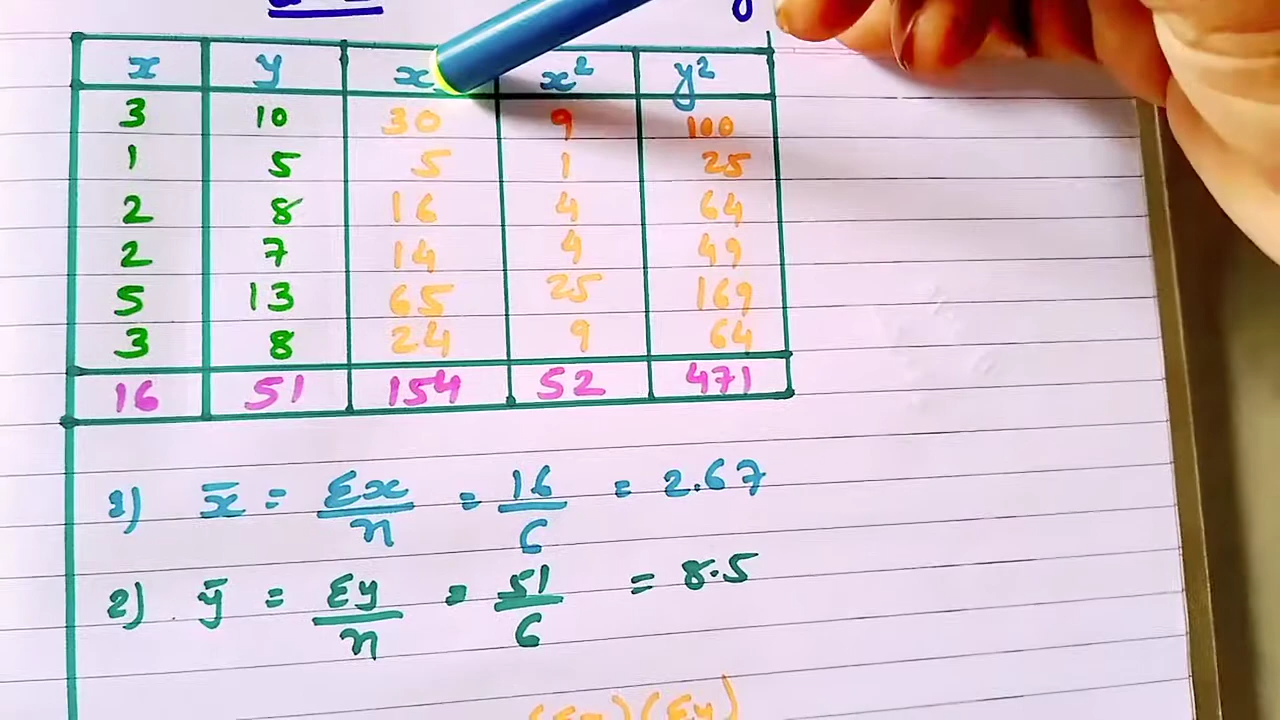 x y x x² y²
3 10 30 9 100
1 5 5 1 25
2 8 16 4 64
2 7 14 4 49
5 13 65 25 169
3 8 24 9 64
16 51 154 52 471
1) x̄ = Σx/n = 16/6 = 2.67
2) ȳ = Σy/n = 51/6 = 8.5
(Σx)(Σy)